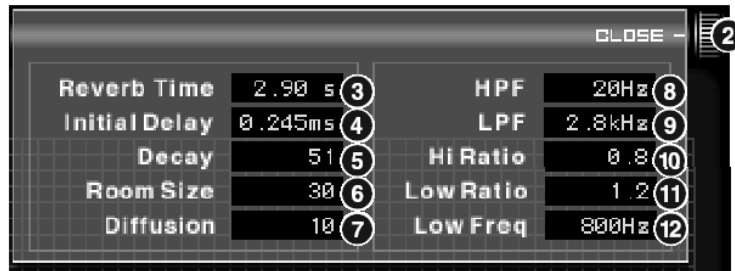 CLOSE 2
Reverb Time 2.90 s 3
Initial Delay 0.245ms 4
Decay 51 5
Room Size 30 6
Diffusion 10 7
HPF 20Hz 8
LPF 2.8kHz 9
Hi Ratio 0.8 10
Low Ratio 1.2 11
Low Freq 800Hz 12